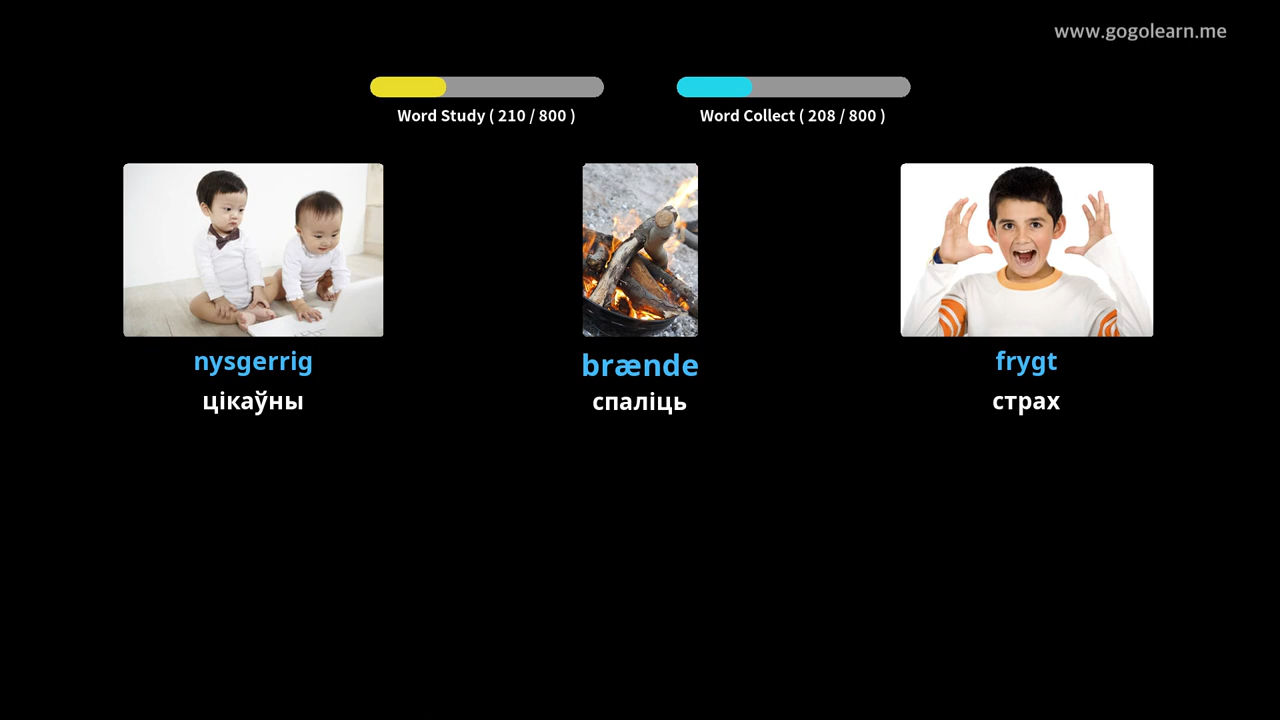 www.gogolearn.me
Word Study ( 210 / 800 )
Word Collect ( 208 / 800 )
nysgerrig
цікаўны
brænde
спаліць
frygt
страх